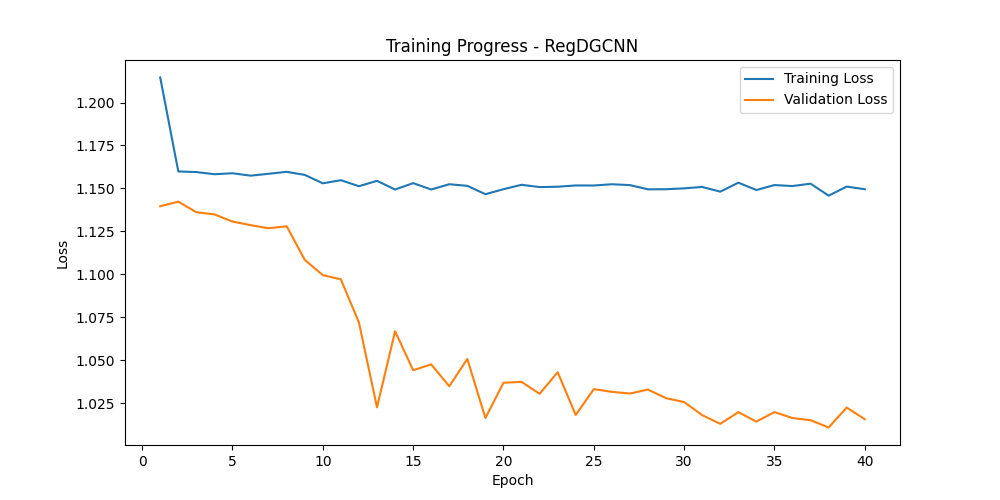 Training Progress - RegDGCNN
Training Loss
Validation Loss
1.200
1.175
1.150
1.125
1.100
1.075
1.050
1.025
Loss
0 5 10 15 20 25 30 35 40
Epoch